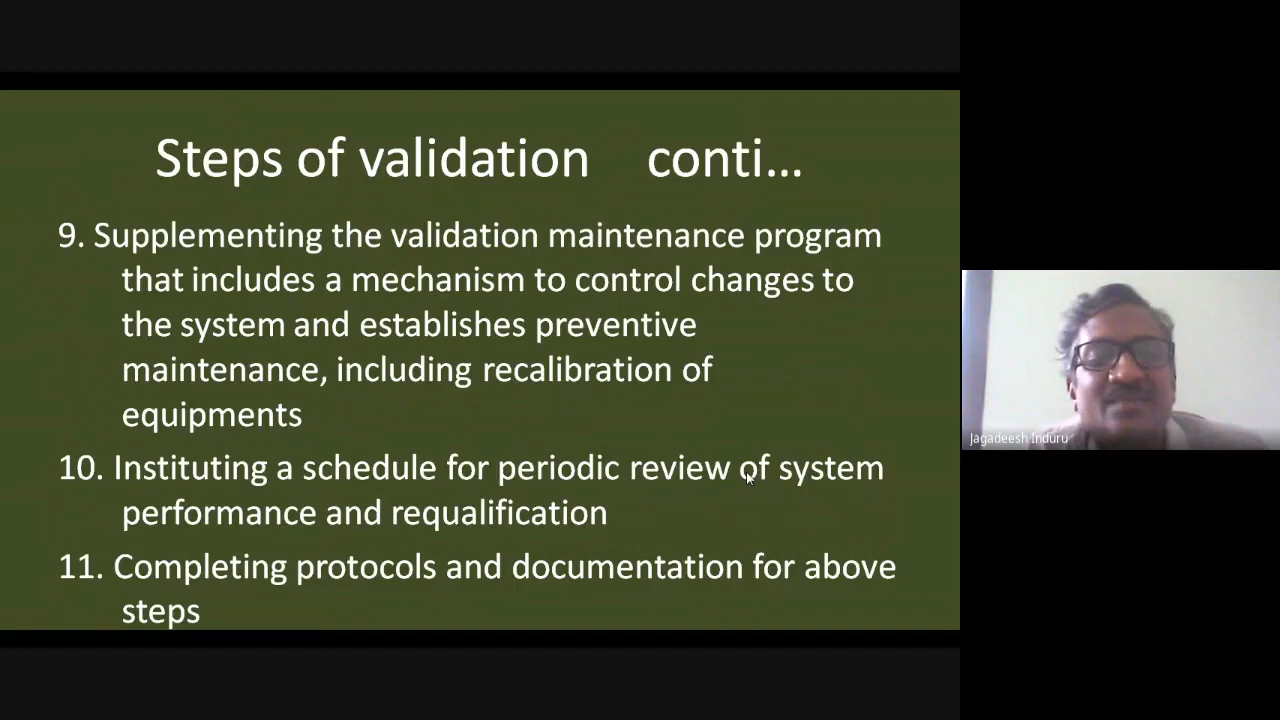 Steps of validation conti...
9. Supplementing the validation maintenance program
that includes a mechanism to control changes to
the system and establishes preventive
maintenance, including recalibration of
equipments
10. Instituting a schedule for periodic review of system
performance and requalification
11. Completing protocols and documentation for above
steps
Jagadeesh Induru